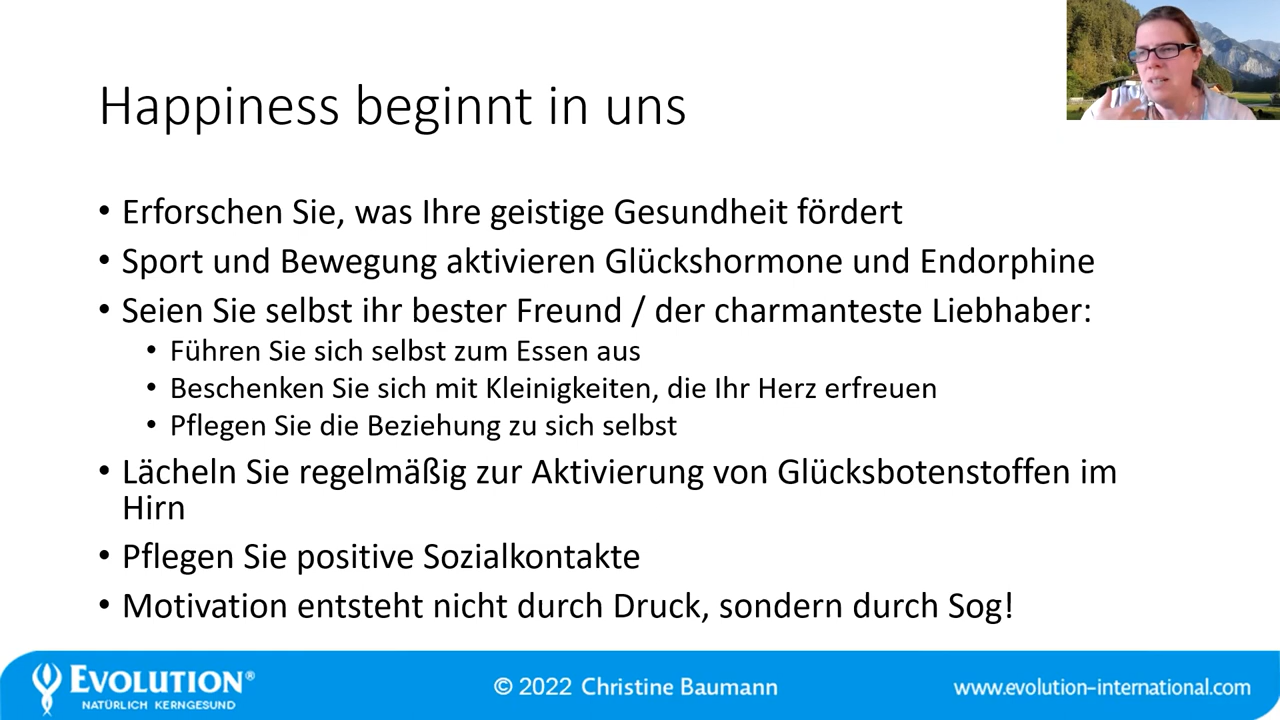 Happiness beginnt in uns
• Erforschen Sie, was Ihre geistige Gesundheit fördert
• Sport und Bewegung aktivieren Glückshormone und Endorphine
• Seien Sie selbst ihr bester Freund / der charmanteste Liebhaber:
• Führen Sie sich selbst zum Essen aus
• Beschenken Sie sich mit Kleinigkeiten, die Ihr Herz erfreuen
• Pflegen Sie die Beziehung zu sich selbst
• Lächeln Sie regelmäßig zur Aktivierung von Glücksbotenstoffen im
Hirn
• Pflegen Sie positive Sozialkontakte
• Motivation entsteht nicht durch Druck, sondern durch Sog!
EVOLUTION®
NATÜRLICH KERNGESUND
© 2022 Christine Baumann
www.evolution-international.com